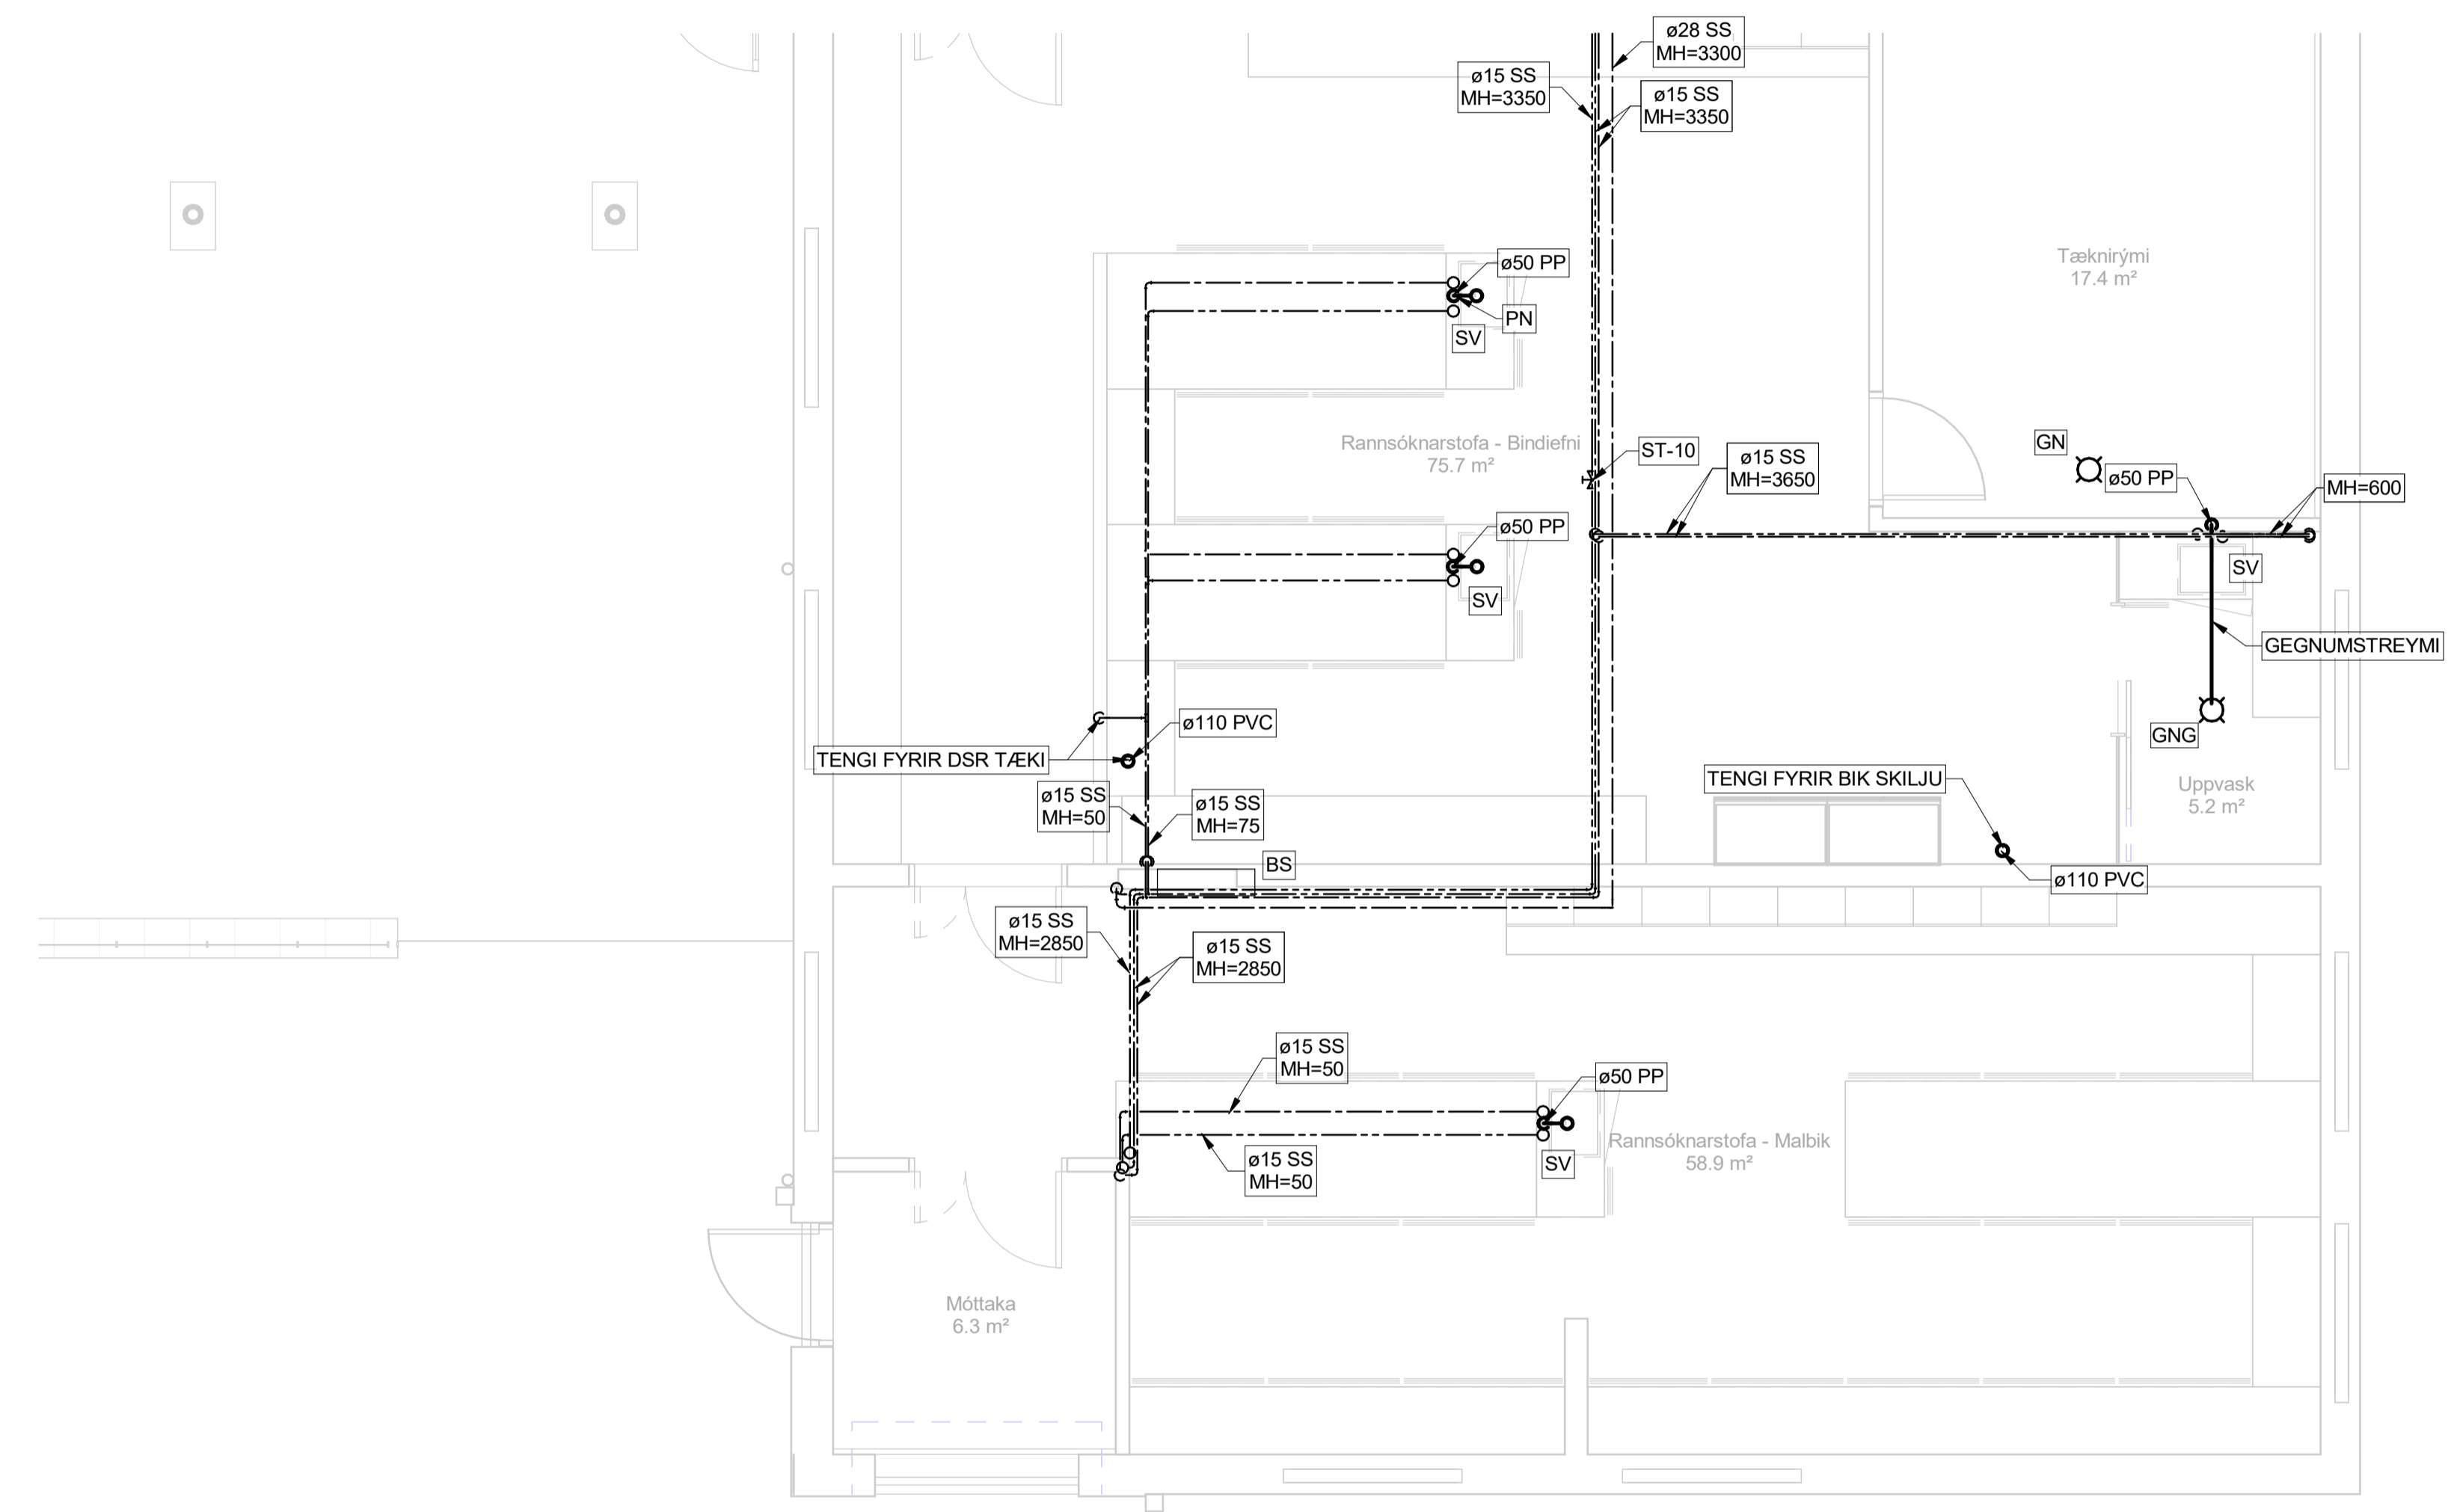 ø28 SS
MH=3300
ø15 SS
MH=3350
ø15 SS
MH=3350
ø50 PP
PN
SV
Tæknirými
17.4 m²
Rannsóknarstofa - Bindiefni
75.7 m²
ST-10
ø15 SS
MH=3650
GN
ø50 PP
MH=600
ø50 PP
SV
SV
GEGNUMSTREYMI
GNG
ø110 PVC
TENGI FYRIR DSR TÆKI
TENGI FYRIR BIK SKILJU
Uppvask
5.2 m²
ø15 SS
MH=50
ø15 SS
MH=75
BS
ø110 PVC
ø15 SS
MH=2850
ø15 SS
MH=2850
ø15 SS
MH=50
ø50 PP
Rannsóknarstofa - Malbik
58.9 m²
ø15 SS
MH=50
SV
Móttaka
6.3 m²